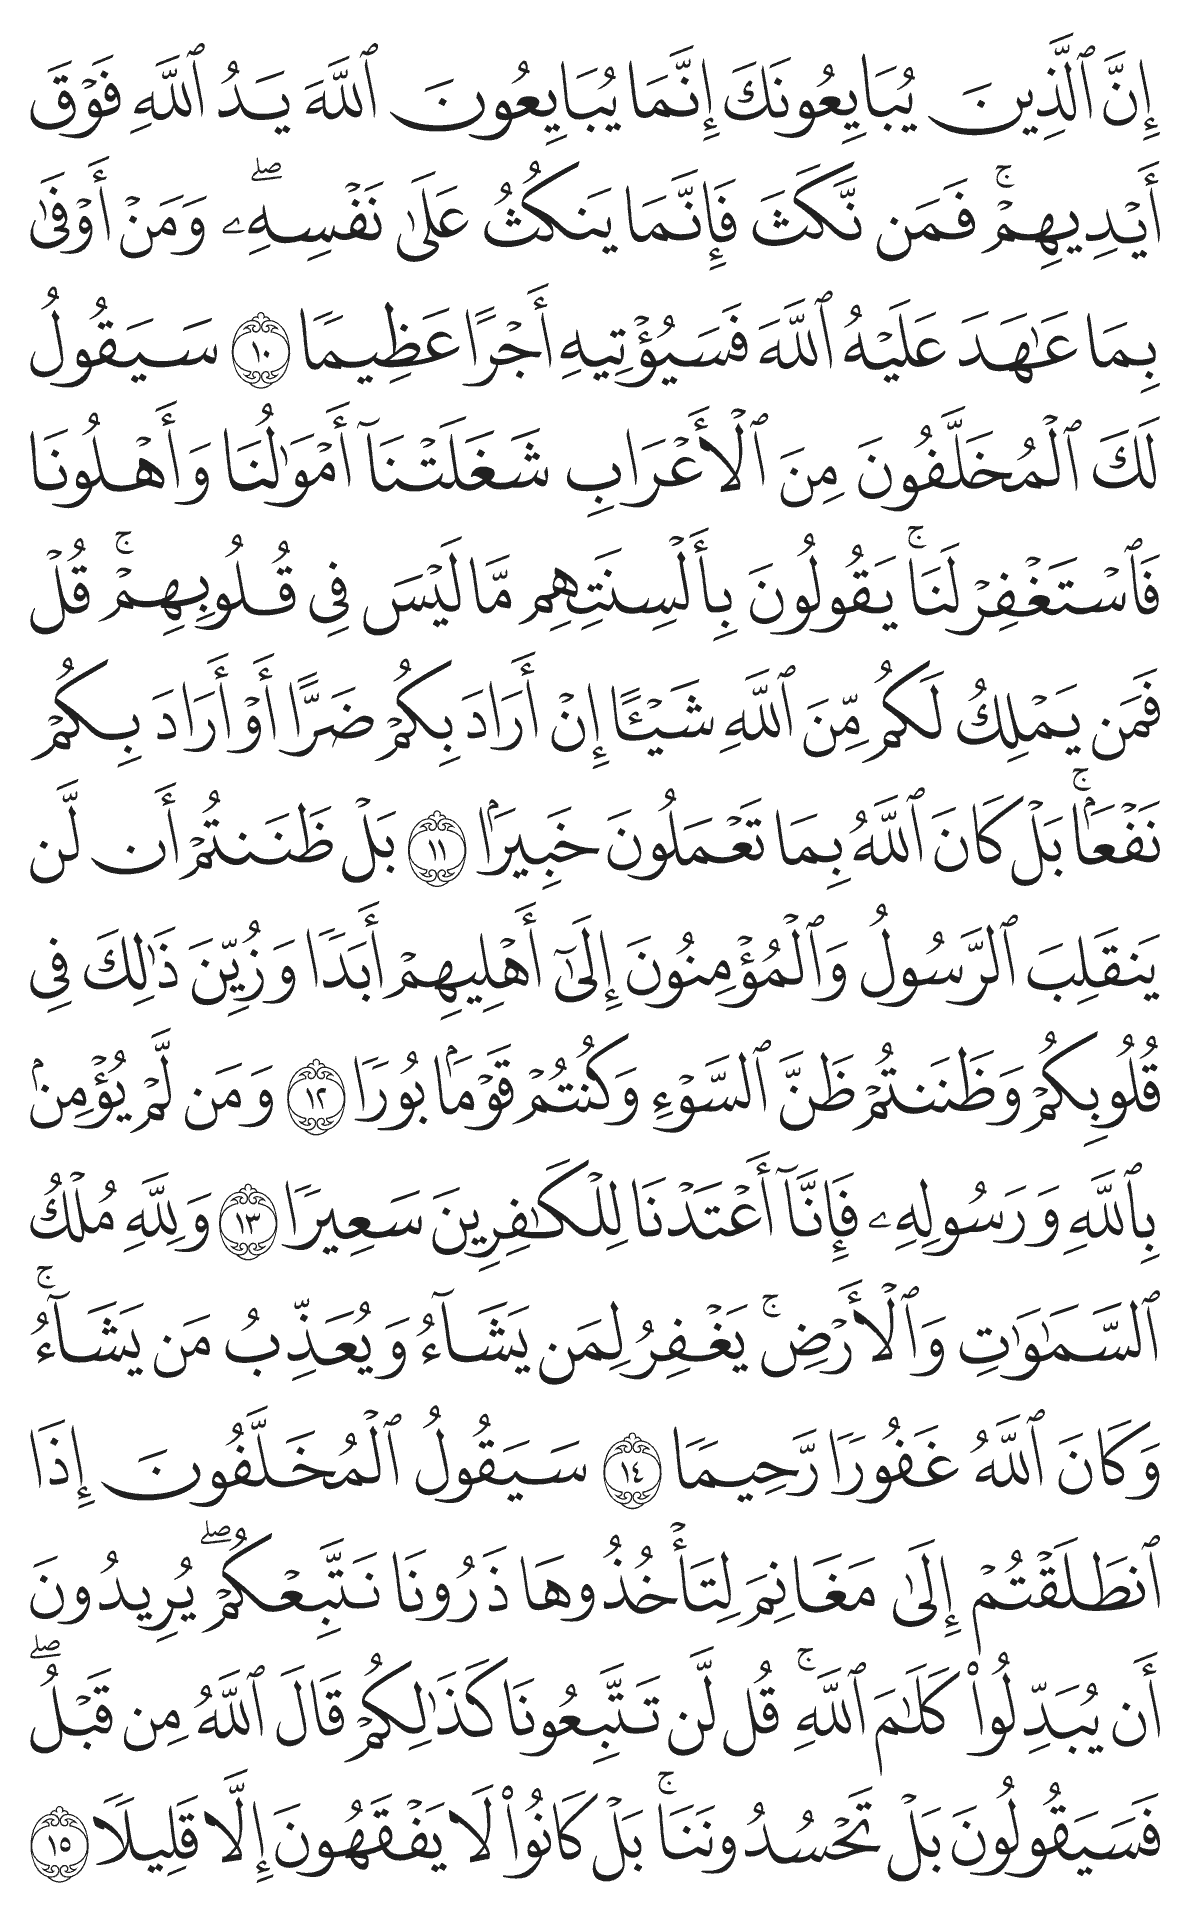 إِنَّ ٱلَّذِينَ يُبَايِعُونَكَ إِنَّمَا يُبَايِعُونَ ٱللَّهَ يَدُ ٱللَّهِ فَوۡقَ
أَيۡدِيهِمۡۚ فَمَن نَّكَثَ فَإِنَّمَا يَنكُثُ عَلَىٰ نَفۡسِهِۦۖ وَمَنۡ أَوۡفَىٰ
بِمَا عَٰهَدَ عَلَيۡهُ ٱللَّهَ فَسَيُؤۡتِيهِ أَجۡرًا عَظِيمٗا ١٠ سَيَقُولُ
لَكَ ٱلۡمُخَلَّفُونَ مِنَ ٱلۡأَعۡرَابِ شَغَلَتۡنَآ أَمۡوَٰلُنَا وَأَهۡلُونَا
فَٱسۡتَغۡفِرۡ لَنَاۚ يَقُولُونَ بِأَلۡسِنَتِهِم مَّا لَيۡسَ فِي قُلُوبِهِمۡۚ قُلۡ
فَمَن يَمۡلِكُ لَكُم مِّنَ ٱللَّهِ شَيۡـًٔا إِنۡ أَرَادَ بِكُمۡ ضَرًّا أَوۡ أَرَادَ بِكُمۡ
نَفۡعَۢاۚ بَلۡ كَانَ ٱللَّهُ بِمَا تَعۡمَلُونَ خَبِيرَۢا ١١ بَلۡ ظَنَنتُمۡ أَن لَّن
يَنقَلِبَ ٱلرَّسُولُ وَٱلۡمُؤۡمِنُونَ إِلَىٰٓ أَهۡلِيهِمۡ أَبَدٗا وَزُيِّنَ ذَٰلِكَ فِي
قُلُوبِكُمۡ وَظَنَنتُمۡ ظَنَّ ٱلسَّوۡءِ وَكُنتُمۡ قَوۡمَۢا بُورٗا ١٢ وَمَن لَّمۡ يُؤۡمِنۢ
بِٱللَّهِ وَرَسُولِهِۦ فَإِنَّآ أَعۡتَدۡنَا لِلۡكَٰفِرِينَ سَعِيرٗا ١٣ وَلِلَّهِ مُلۡكُ
ٱلسَّمَٰوَٰتِ وَٱلۡأَرۡضِۚ يَغۡفِرُ لِمَن يَشَآءُ وَيُعَذِّبُ مَن يَشَآءُۚ
وَكَانَ ٱللَّهُ غَفُورٗا رَّحِيمٗا ١٤ سَيَقُولُ ٱلۡمُخَلَّفُونَ إِذَا
ٱنطَلَقۡتُمۡ إِلَىٰ مَغَانِمَ لِتَأۡخُذُوهَا ذَرُونَا نَتَّبِعۡكُمۡۖ يُرِيدُونَ
أَن يُبَدِّلُواْ كَلَٰمَ ٱللَّهِۚ قُل لَّن تَتَّبِعُونَا كَذَٰلِكُمۡ قَالَ ٱللَّهُ مِن قَبۡلُۖ
فَسَيَقُولُونَ بَلۡ تَحۡسُدُونَنَاۚ بَلۡ كَانُواْ لَا يَفۡقَهُونَ إِلَّا قَلِيلٗا ١٥